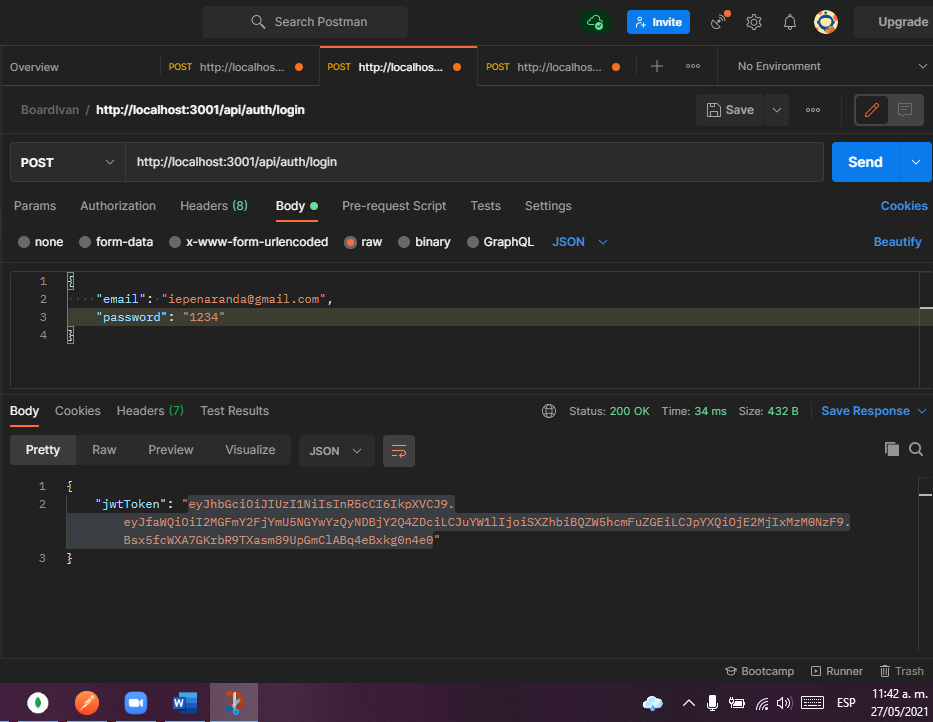 Search Postman
Invite
Upgrade
Overview
POST http://localhos...
POST http://localhos...
POST http://localhos...
No Environment
BoardIvan / http://localhost:3001/api/auth/login
Save
POST
http://localhost:3001/api/auth/login
Send
Params Authorization Headers (8) Body Pre-request Script Tests Settings Cookies
none form-data x-www-form-urlencoded raw binary GraphQL JSON Beautify
1 {
2 "email": "iepenaranda@gmail.com",
3 "password": "1234"
4 }
Body Cookies Headers (7) Test Results Status: 200 OK Time: 34 ms Size: 432 B Save Response
Pretty Raw Preview Visualize JSON
1 {
2 "jwtToken": "eyJhbGciOiJIUzI1NiIsInR5cCI6IkpXVCJ9.
eyJfaWQiOiI2MGFmY2FjYmU5NGYwYzQyNDBjY2Q4ZDciLCJuYW1lIjoiSXZhbiBQZW5hcmFuZGEiLCJpYXQiOjE2MjIxMzM0NzF9.
Bsx5fcWXA7GKrbR9TXasm89UpGmClABq4eBxkg0n4e0"
3 }
Bootcamp Runner Trash
W
ESP
11:42 a. m.
27/05/2021